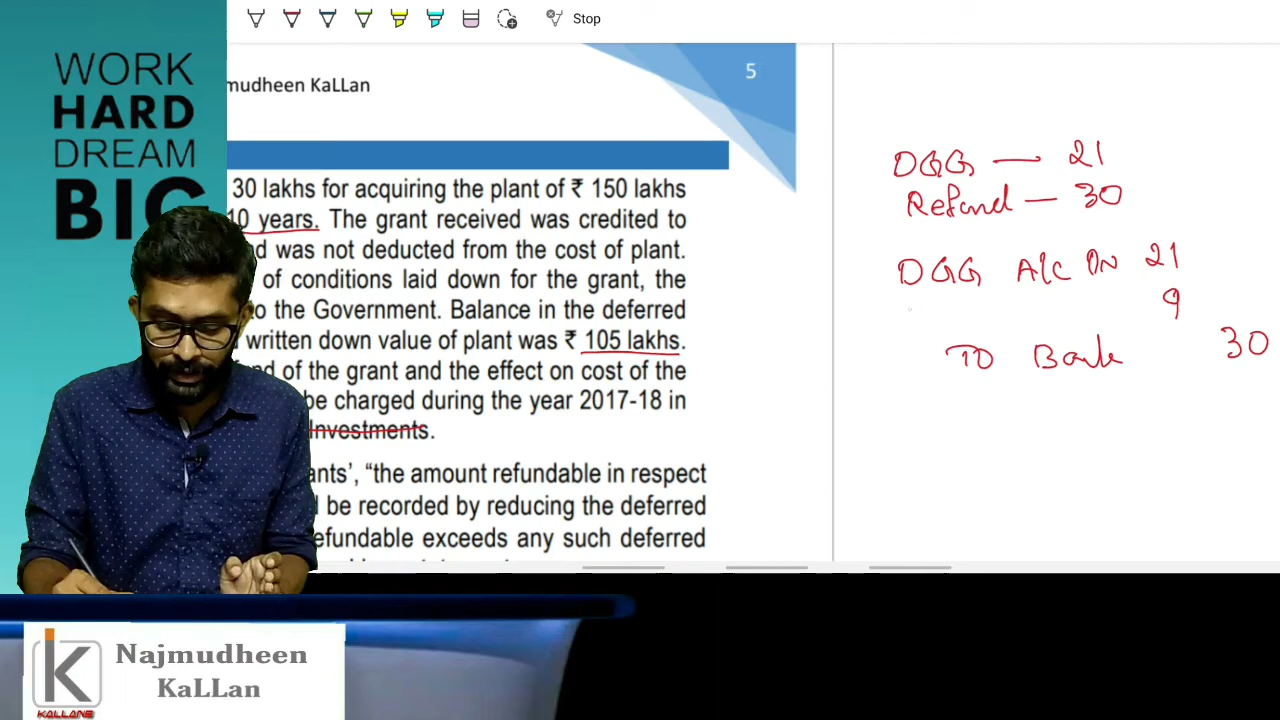 Stop
WORK
HARD
DREAM
BIG
mudheen KaLLan
5
30 lakhs for acquiring the plant of ₹ 150 lakhs
0 years. The grant received was credited to
d was not deducted from the cost of plant.
of conditions laid down for the grant, the
o the Government. Balance in the deferred
written down value of plant was ₹ 105 lakhs.
nd of the grant and the effect on cost of the
be charged during the year 2017-18 in
Investments.
ants’, “the amount refundable in respect
be recorded by reducing the deferred
efundable exceeds any such deferred
DGG — 21
Refund — 30
DGG A/C Dr 21
9
TO Bank 30
Najmudheen
KaLLan
K
KALLANS